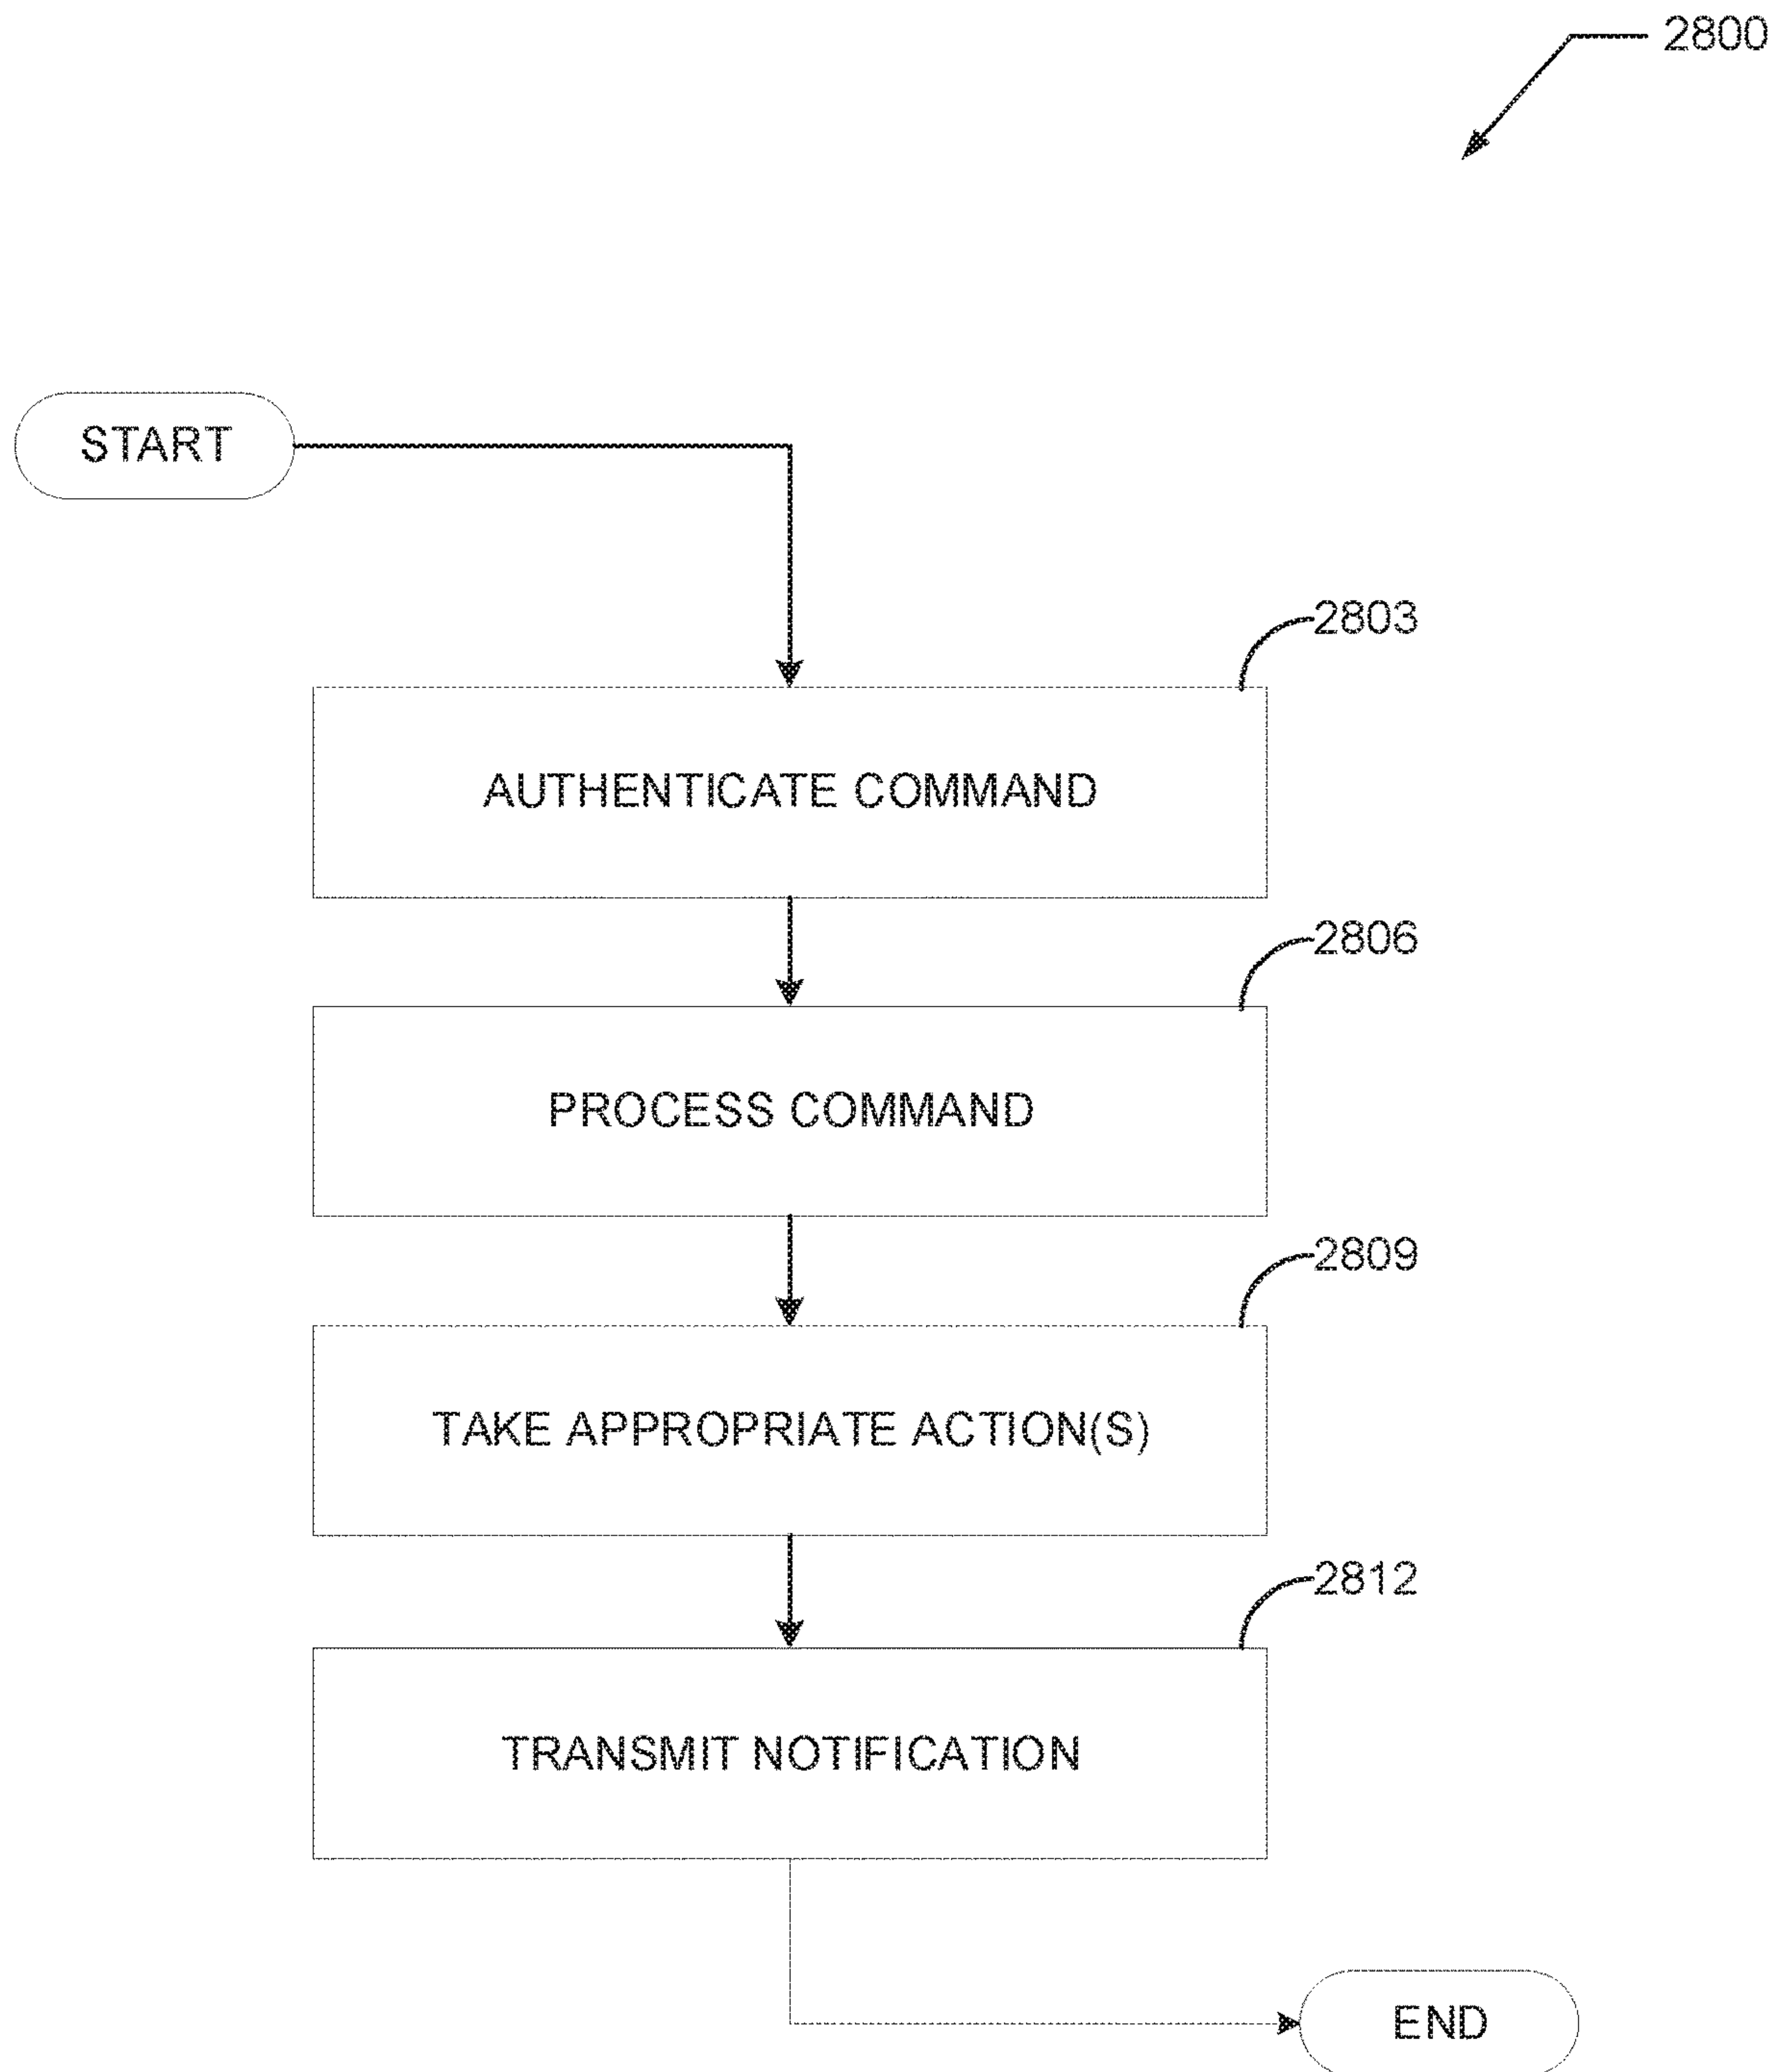 2800
START
2803
AUTHENTICATE COMMAND
2806
PROCESS COMMAND
2809
TAKE APPROPRIATE ACTION(S)
2812
TRANSMIT NOTIFICATION
END